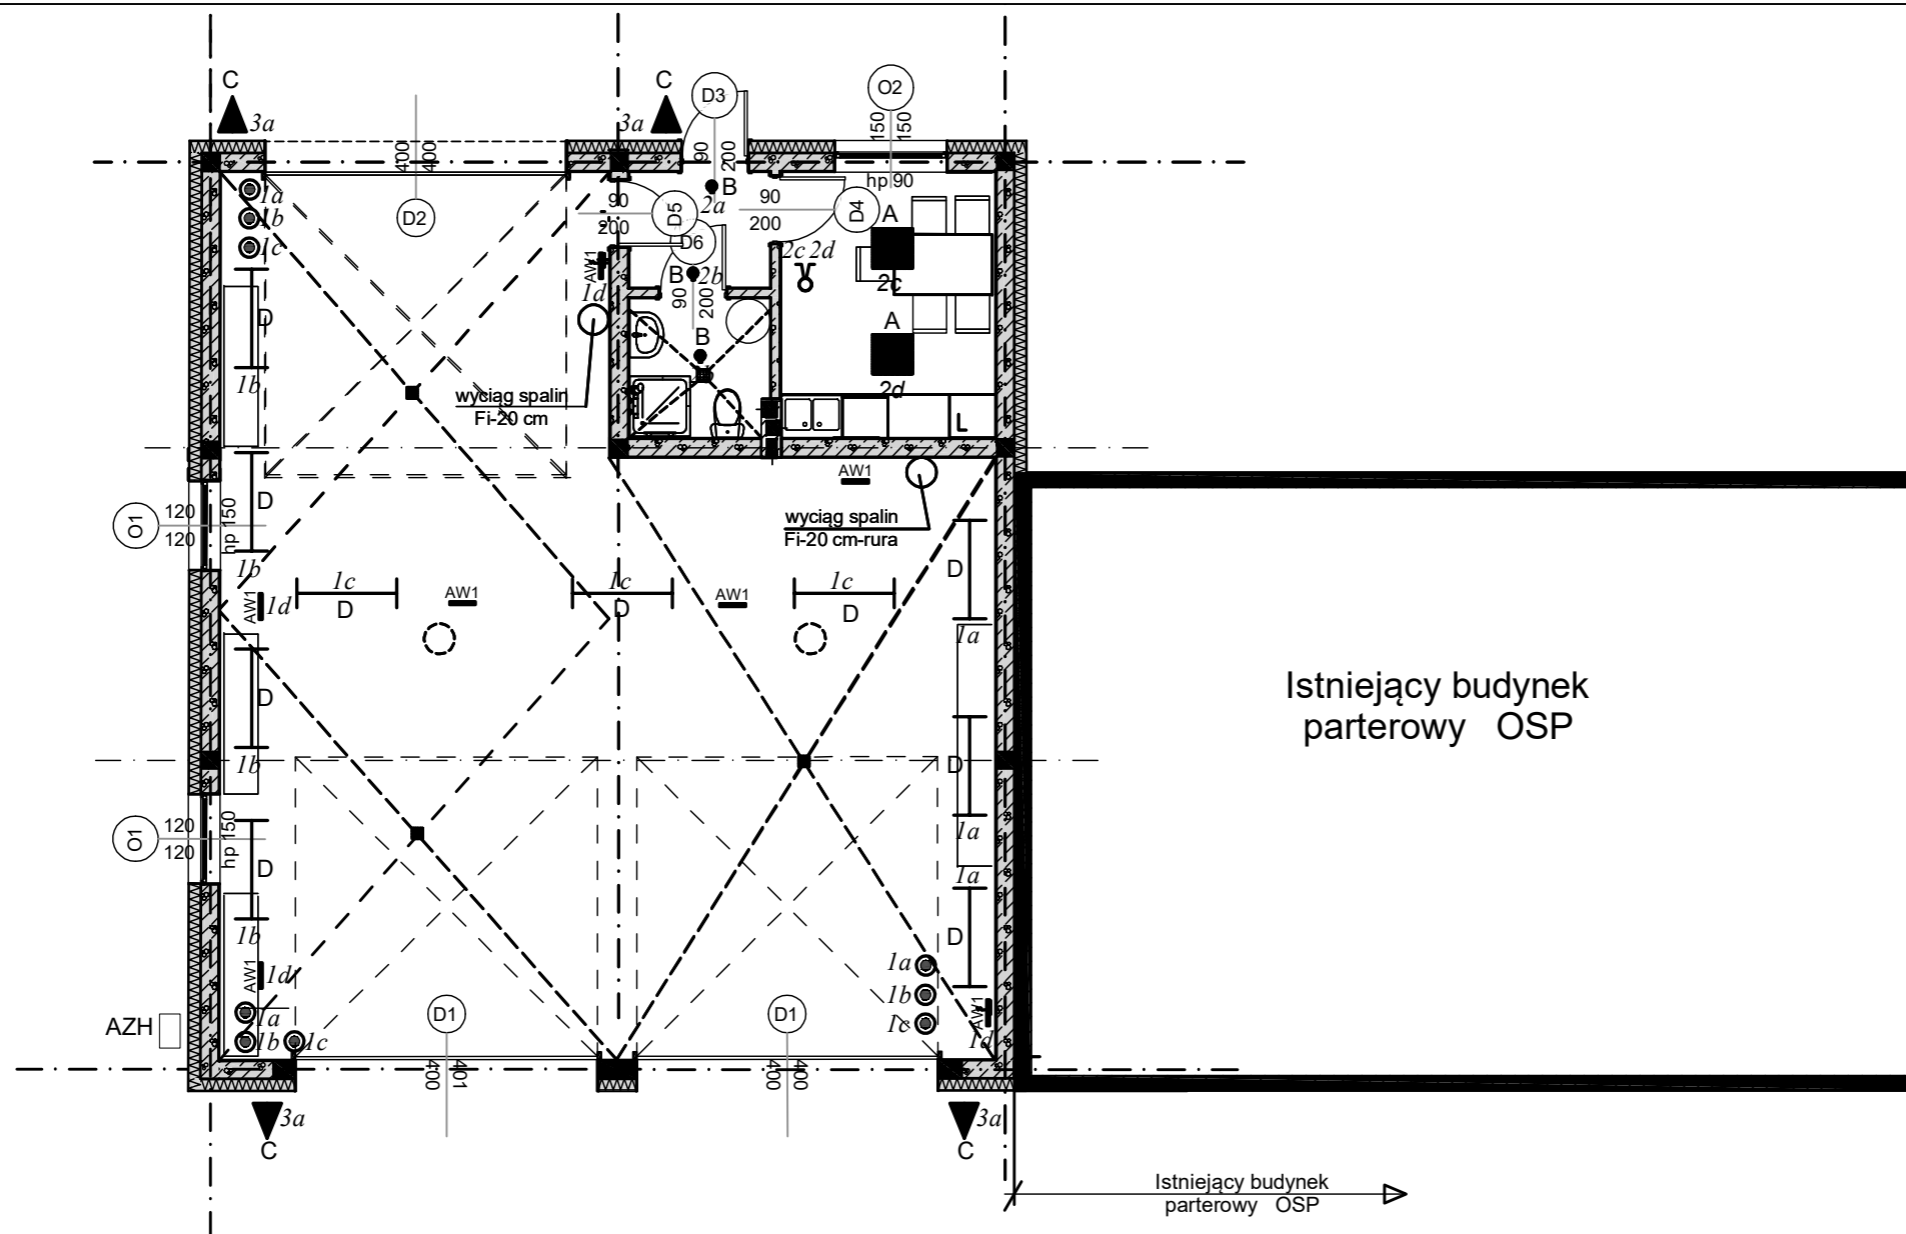 C
3a
3a
C
D3
O2
150
150
400
400
90
200
hp 90
1a
1b
1c
D2
90
200
D5
D6
B
2a
90
200
D4
A
2c 2d
2c
AW1
1d
B
2b
90
200
D
B
A
2d
1b
wyciąg spalin
Fi-20 cm
L
AW1
D
O1
120
120
hp 150
1b
wyciąg spalin
Fi-20 cm-rura
AW1
1d
1c
D
AW1
1c
D
AW1
1c
D
D
1a
Istniejący budynek
parterowy OSP
D
1b
D
1a
O1
120
120
hp 150
D
1b
1a
D
AW1
1d
1a
1b
1c
AZH
1a
1b
1c
D1
D1
AW1
1d
400
401
400
400
3a
C
3a
C
Istniejący budynek
parterowy OSP